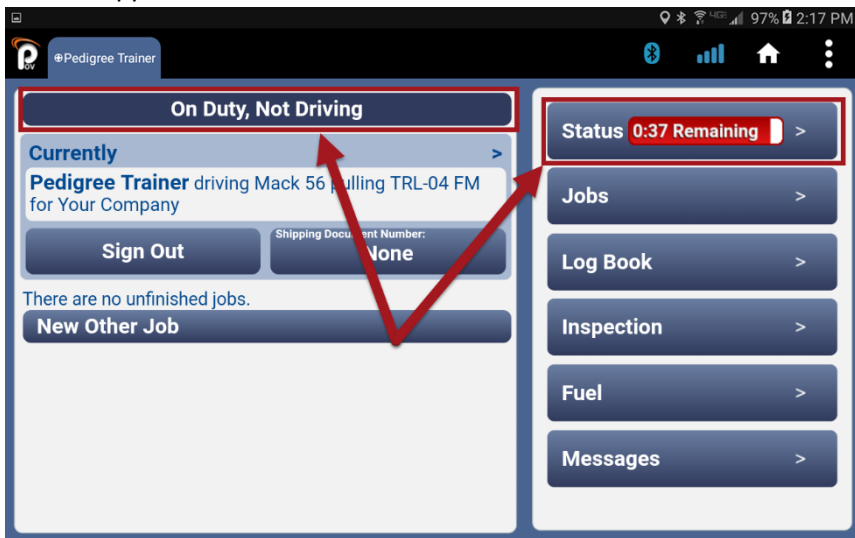 97% 2:17 PM
POV
Pedigree Trainer
On Duty, Not Driving
Currently >
Pedigree Trainer driving Mack 56 pulling TRL-04 FM
for Your Company
Sign Out
Shipping Document Number:
None
There are no unfinished jobs.
New Other Job
Status 0:37 Remaining >
Jobs >
Log Book >
Inspection >
Fuel >
Messages >